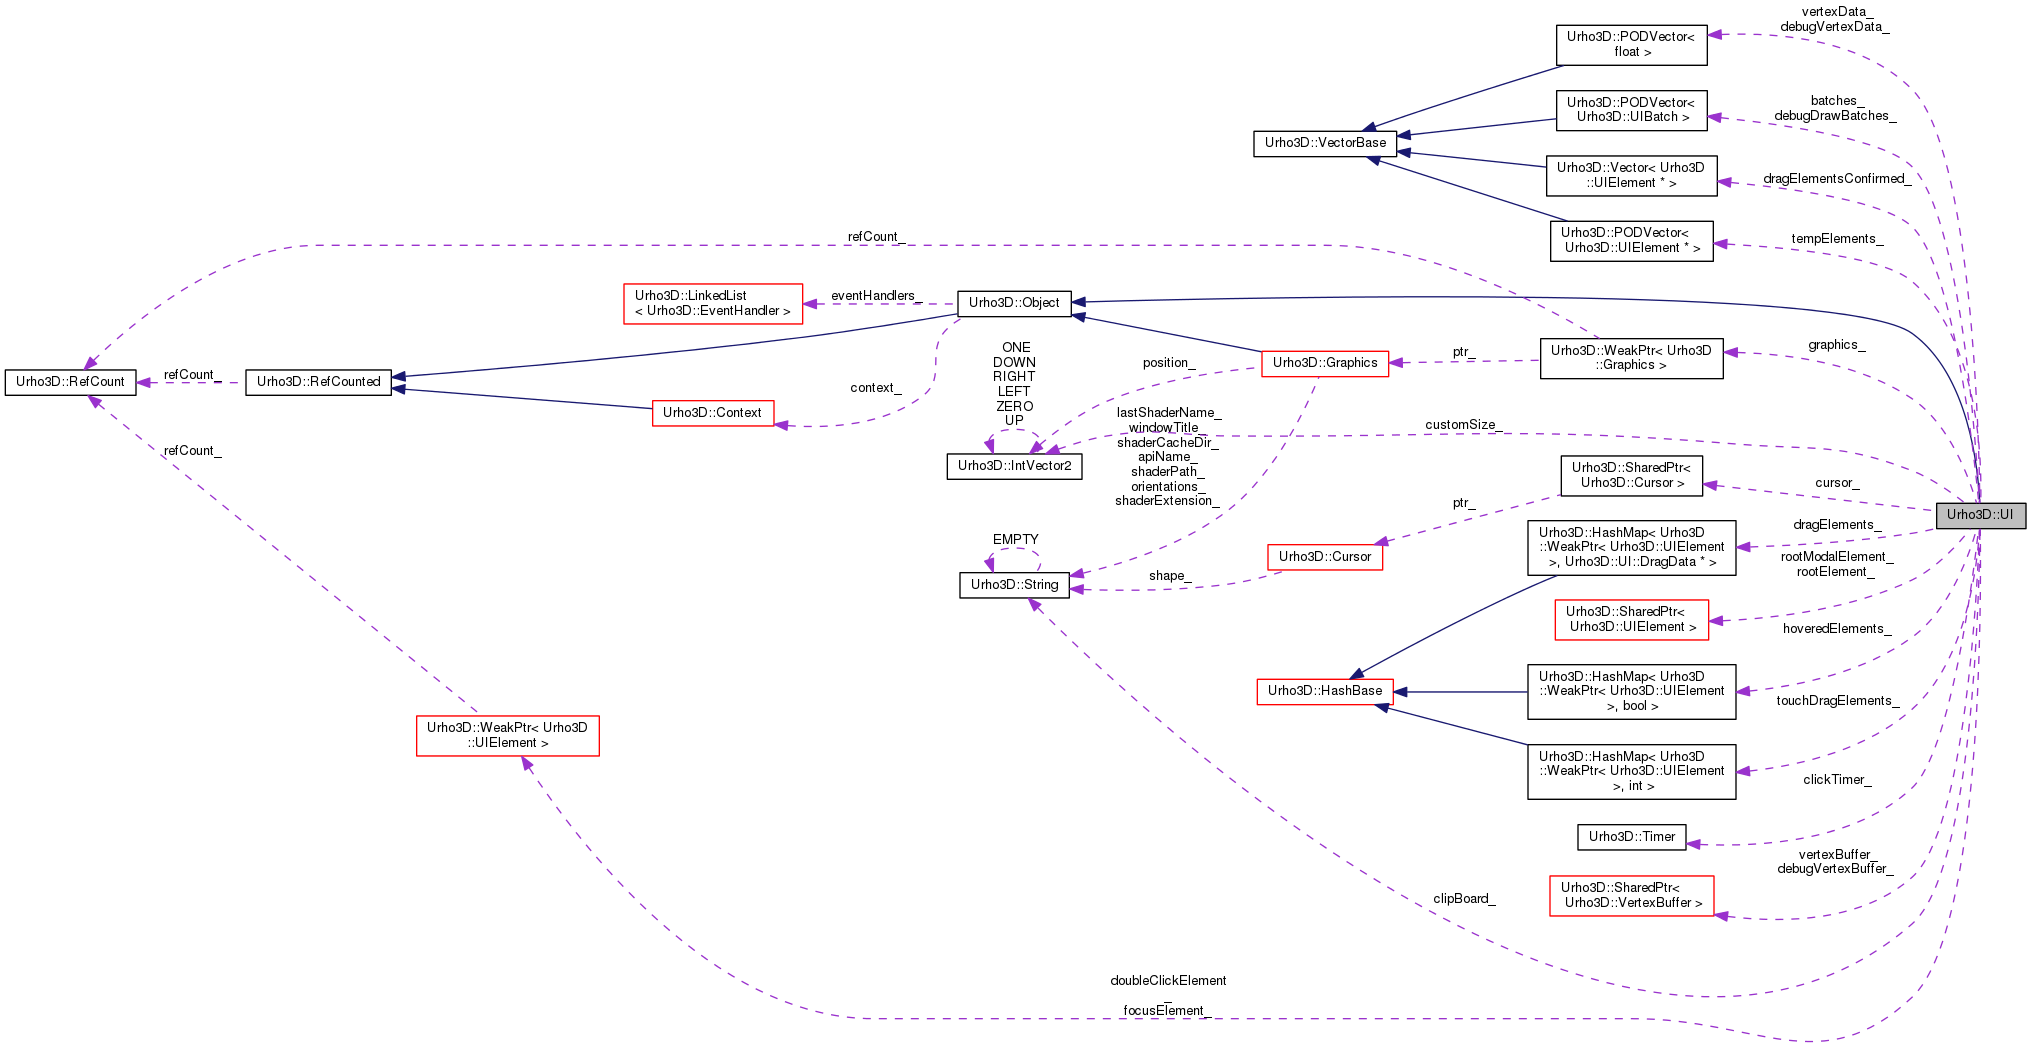 vertexData_
debugVertexData_
Urho3D::PODVector<
float >
batches_
debugDrawBatches_
Urho3D::PODVector<
Urho3D::UIBatch >
Urho3D::VectorBase
Urho3D::Vector< Urho3D
::UIElement * >
dragElementsConfirmed_
Urho3D::PODVector<
Urho3D::UIElement * >
tempElements_
refCount_
Urho3D::LinkedList
< Urho3D::EventHandler >
eventHandlers_
Urho3D::Object
Urho3D::WeakPtr< Urho3D
::Graphics >
graphics_
ptr_
Urho3D::Graphics
position_
ONE
DOWN
RIGHT
LEFT
ZERO
UP
Urho3D::RefCount
refCount_
Urho3D::RefCounted
context_
Urho3D::Context
lastShaderName_
windowTitle_
shaderCacheDir_
apiName_
shaderPath_
orientations_
shaderExtension_
customSize_
refCount_
Urho3D::IntVector2
Urho3D::SharedPtr<
Urho3D::Cursor >
cursor_
ptr_
Urho3D::UI
EMPTY
Urho3D::String
shape_
Urho3D::Cursor
Urho3D::HashMap< Urho3D
::WeakPtr< Urho3D::UIElement
>, Urho3D::UI::DragData * >
dragElements_
rootModalElement_
rootElement_
Urho3D::SharedPtr<
Urho3D::UIElement >
hoveredElements_
Urho3D::HashBase
Urho3D::HashMap< Urho3D
::WeakPtr< Urho3D::UIElement
>, bool >
touchDragElements_
Urho3D::WeakPtr< Urho3D
::UIElement >
Urho3D::HashMap< Urho3D
::WeakPtr< Urho3D::UIElement
>, int >
clickTimer_
Urho3D::Timer
vertexBuffer_
debugVertexBuffer_
Urho3D::SharedPtr<
Urho3D::VertexBuffer >
clipBoard_
doubleClickElement
_
focusElement_